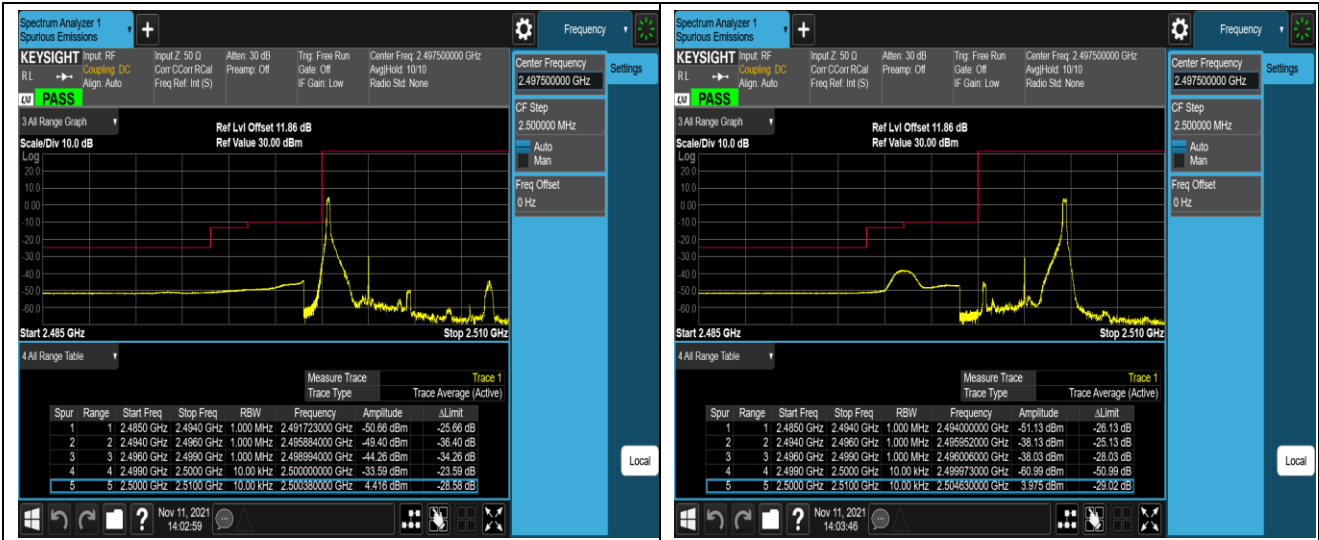 Spectrum Analyzer 1
Spurious Emissions
Frequency
KEYSIGHT Input: RF Input Z: 50 Ω Atten: 30 dB Trig: Free Run Center Freq: 2.497500000 GHz
RL Coupling: DC Corr CCorr RCal Preamp: Off Gate: Off Avg|Hold: 10/10
Align: Auto Freq Ref: Int (S) IF Gain: Low Radio Std: None
LXI PASS
Center Frequency
2.497500000 GHz
Settings
CF Step
2.500000 MHz
Auto
Man
Freq Offset
0 Hz
Local
3 All Range Graph
Ref Lvl Offset 11.86 dB
Scale/Div 10.0 dB Ref Value 30.00 dBm
Log
20.0
10.0
0.00
-10.0
-20.0
-30.0
-40.0
-50.0
-60.0
Start 2.485 GHz Stop 2.510 GHz
4 All Range Table
Measure Trace Trace 1
Trace Type Trace Average (Active)
Spur Range Start Freq Stop Freq RBW Frequency Amplitude ΔLimit
1 1 2.4850 GHz 2.4940 GHz 1.000 MHz 2.491723000 GHz -50.66 dBm -25.66 dB
2 2 2.4940 GHz 2.4960 GHz 1.000 MHz 2.495884000 GHz -49.40 dBm -36.40 dB
3 3 2.4960 GHz 2.4990 GHz 1.000 MHz 2.498994000 GHz -44.26 dBm -34.26 dB
4 4 2.4990 GHz 2.5000 GHz 10.00 kHz 2.500000000 GHz -33.59 dBm -23.59 dB
5 5 2.5000 GHz 2.5100 GHz 10.00 kHz 2.500380000 GHz 4.416 dBm -28.58 dB
? Nov 11, 2021
14:02:59
Spectrum Analyzer 1
Spurious Emissions
Frequency
KEYSIGHT Input: RF Input Z: 50 Ω Atten: 30 dB Trig: Free Run Center Freq: 2.497500000 GHz
RL Coupling: DC Corr CCorr RCal Preamp: Off Gate: Off Avg|Hold: 10/10
Align: Auto Freq Ref: Int (S) IF Gain: Low Radio Std: None
LXI PASS
Center Frequency
2.497500000 GHz
Settings
CF Step
2.500000 MHz
Auto
Man
Freq Offset
0 Hz
Local
3 All Range Graph
Ref Lvl Offset 11.86 dB
Scale/Div 10.0 dB Ref Value 30.00 dBm
Log
20.0
10.0
0.00
-10.0
-20.0
-30.0
-40.0
-50.0
-60.0
Start 2.485 GHz Stop 2.510 GHz
4 All Range Table
Measure Trace Trace 1
Trace Type Trace Average (Active)
Spur Range Start Freq Stop Freq RBW Frequency Amplitude ΔLimit
1 1 2.4850 GHz 2.4940 GHz 1.000 MHz 2.494000000 GHz -51.13 dBm -26.13 dB
2 2 2.4940 GHz 2.4960 GHz 1.000 MHz 2.495952000 GHz -38.13 dBm -25.13 dB
3 3 2.4960 GHz 2.4990 GHz 1.000 MHz 2.496006000 GHz -38.03 dBm -28.03 dB
4 4 2.4990 GHz 2.5000 GHz 10.00 kHz 2.499973000 GHz -60.99 dBm -50.99 dB
5 5 2.5000 GHz 2.5100 GHz 10.00 kHz 2.504630000 GHz 3.975 dBm -29.02 dB
? Nov 11, 2021
14:03:46